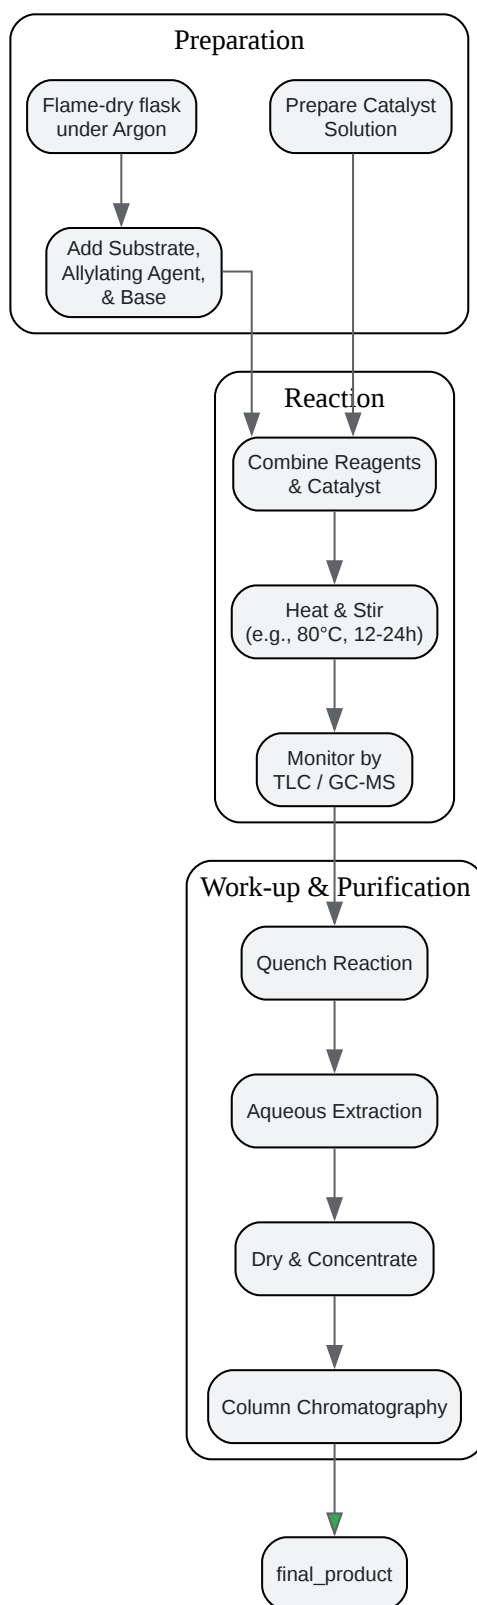 Preparation
Flame-dry flask
under Argon
Prepare Catalyst
Solution
Add Substrate,
Allylating Agent,
& Base
Reaction
Combine Reagents
& Catalyst
Heat & Stir
(e.g., 80°C, 12-24h)
Monitor by
TLC / GC-MS
Work-up & Purification
Quench Reaction
Aqueous Extraction
Dry & Concentrate
Column Chromatography
final_product